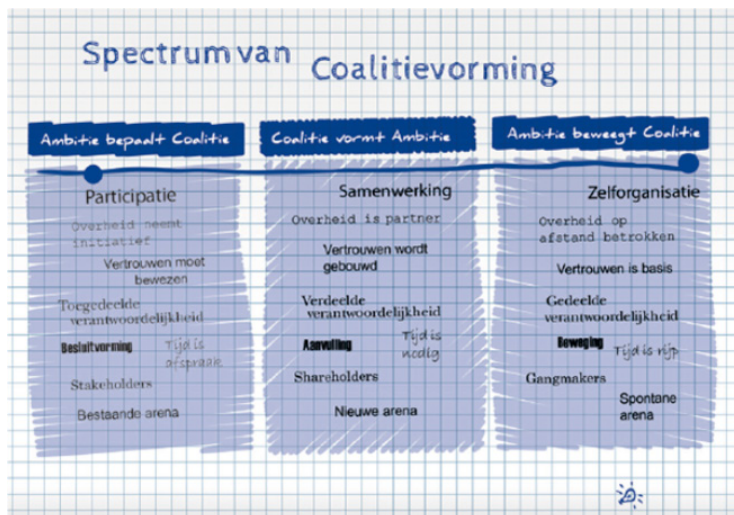 Spectrum van
Coalitievorming
Ambitie bepaalt Coalitie
Coalitie vormt Ambitie
Ambitie beweegt Coalitie
Participatie
Overheid neemt
initiatief
Vertrouwen moet
bewezen
Toegedeelde
verantwoordelijkheid
Besluitvorming
Tijd is
afspraak
Stakeholders
Bestaande arena
Samenwerking
Overheid is partner
Vertrouwen wordt
gebouwd
Verdeelde
verantwoordelijkheid
Aanvulling
Tijd is
nodig
Shareholders
Nieuwe arena
Zelforganisatie
Overheid op
afstand betrokken
Vertrouwen is basis
Gedeelde
verantwoordelijkheid
Beweging
Tijd is rijp
Gangmakers
Spontane
arena